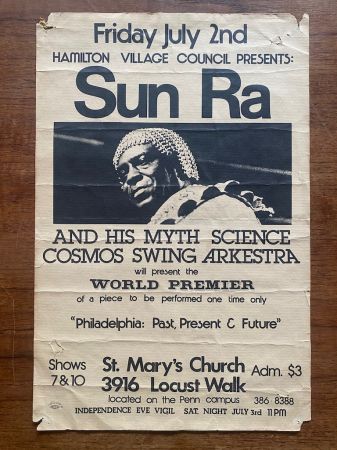 Friday July 2nd
HAMILTON VILLAGE COUNCIL PRESENTS:
Sun Ra
AND HIS MYTH SCIENCE
COSMOS SWING ARKESTRA
will present the
WORLD PREMIER
of a piece to be performed one time only
"Philadelphia: Past, Present & Future"
Shows
7 & 10
St. Mary's Church
3916 Locust Walk
Adm. $3
located on the Penn campus 386 8388
INDEPENDENCE EVE VIGIL SAT. NIGHT JULY 3rd 11 PM